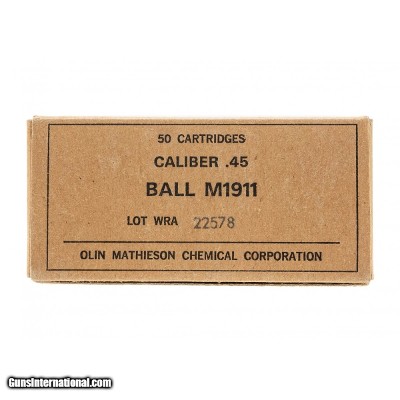 50 CARTRIDGES
CALIBER .45
BALL M1911
LOT WRA 22578
OLIN MATHIESON CHEMICAL CORPORATION
GunsInternational.com